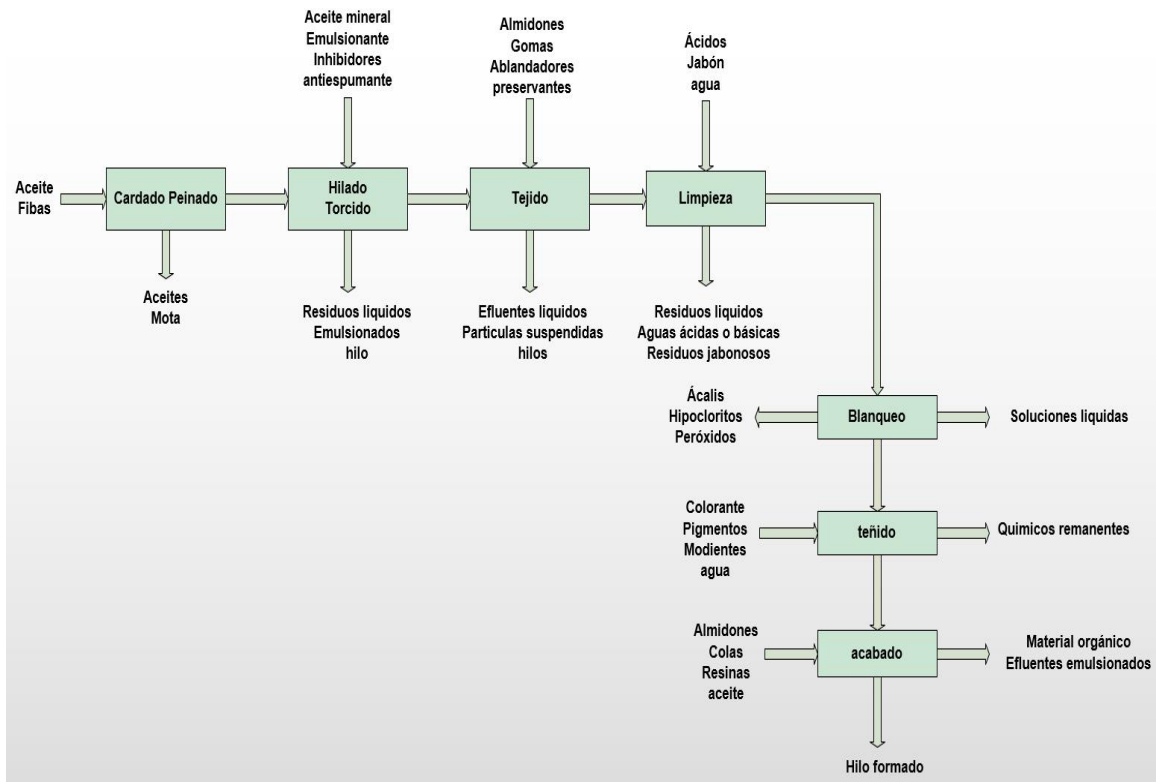 Aceite mineral
Emulsionante
Inhibidores
antiespumante
Almidones
Gomas
Ablandadores
preservantes
Ácidos
Jabón
agua
Aceite
Fibas
Cardado Peinado
Hilado
Torcido
Tejido
Limpieza
Aceites
Mota
Residuos liquidos
Emulsionados
hilo
Efluentes liquidos
Particulas suspendidas
hilos
Residuos liquidos
Aguas ácidas o básicas
Residuos jabonosos
Ácalis
Hipocloritos
Peróxidos
Blanqueo
Soluciones liquidas
Colorante
Pigmentos
Modientes
agua
teñido
Quimicos remanentes
Almidones
Colas
Resinas
aceite
acabado
Material orgánico
Efluentes emulsionados
Hilo formado